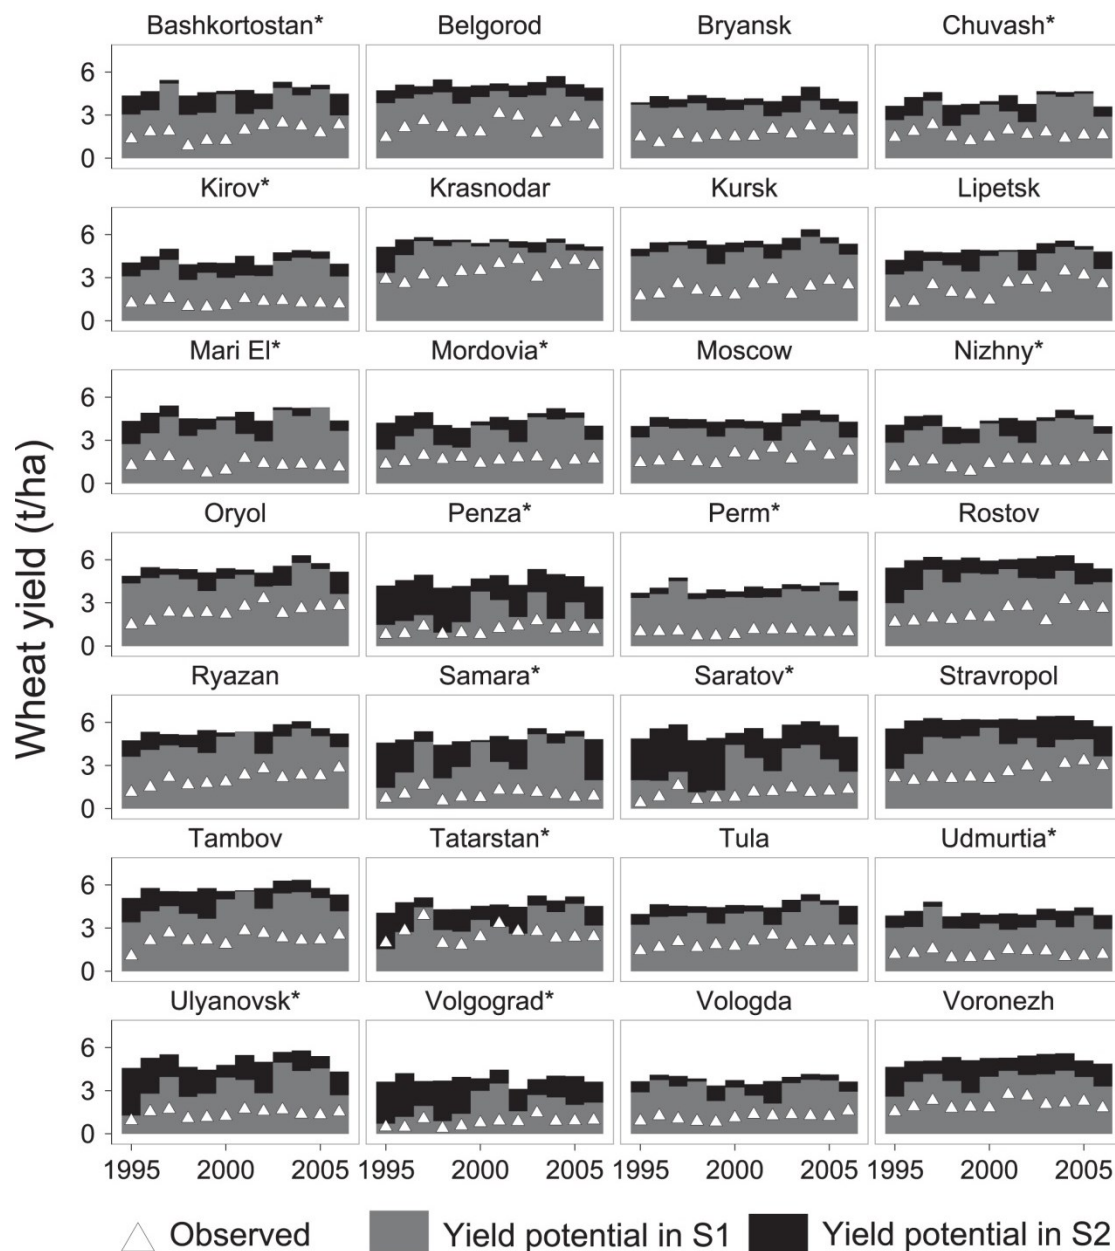 Bashkortostan* Belgorod Bryansk Chuvash*
6
3
0
Kirov* Krasnodar Kursk Lipetsk
6
3
0
Mari El* Mordovia* Moscow Nizhny*
6
3
0
Oryol Penza* Perm* Rostov
6
3
0
Ryazan Samara* Saratov* Stravropol
6
3
0
Tambov Tatarstan* Tula Udmurtia*
6
3
0
Ulyanovsk* Volgograd* Vologda Voronezh
6
3
0
Wheat yield (t/ha)
1995 2000 2005 1995 2000 2005 1995 2000 2005 1995 2000 2005
Observed Yield potential in S1 Yield potential in S2